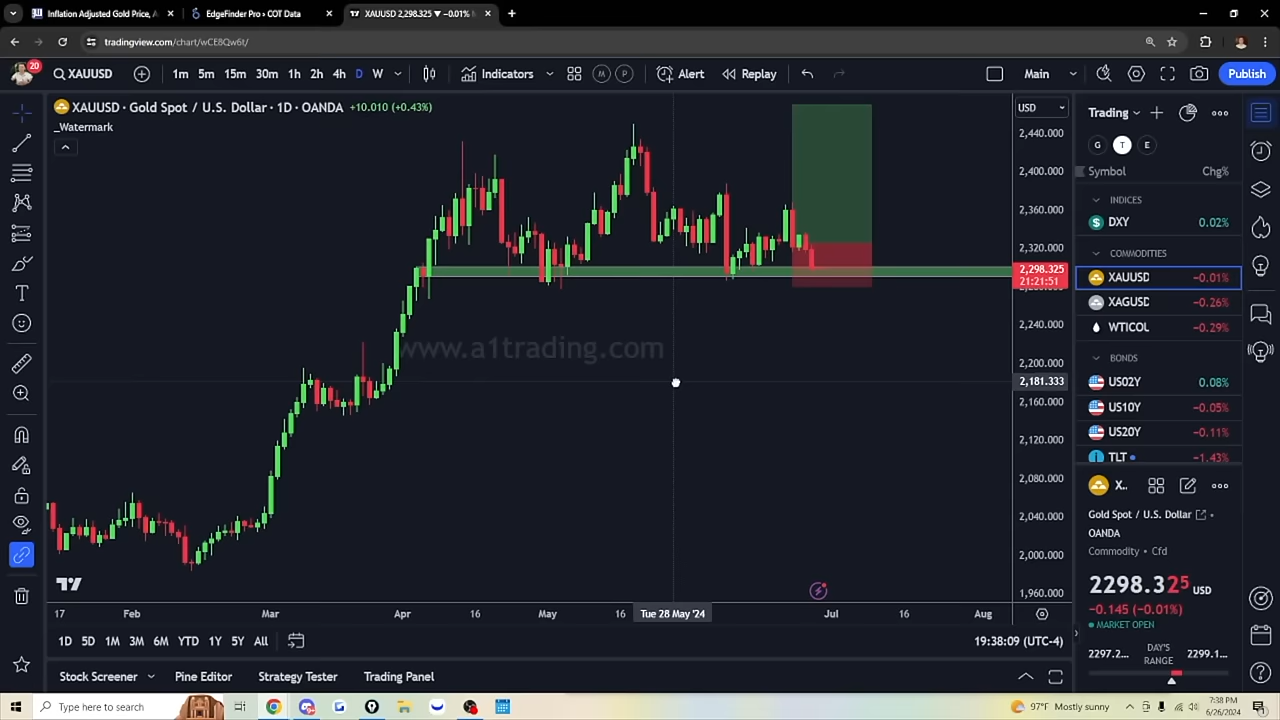 Inflation Adjusted Gold Price, A
EdgeFinder Pro › COT Data
XAUUSD 2,298.325 ▼ −0.01%
tradingview.com/chart/wCE8Qw6t/
20
XAUUSD
1m 5m 15m 30m 1h 2h 4h D W
Indicators
M P
Alert
Replay
Main
Publish
XAUUSD · Gold Spot / U.S. Dollar · 1D · OANDA +10.010 (+0.43%)
_Watermark
USD
2,440.000
2,400.000
2,360.000
2,320.000
2,298.325
21:21:51
2,240.000
2,200.000
2,181.333
2,160.000
2,120.000
2,080.000
2,040.000
2,000.000
1,960.000
www.a1trading.com
17 Feb Mar Apr 16 May 16 Tue 28 May '24 Jul 16 Aug
1D 5D 1M 3M 6M YTD 1Y 5Y All
19:38:09 (UTC-4)
Stock Screener
Pine Editor
Strategy Tester
Trading Panel
Trading
G T E
Symbol Chg%
INDICES
DXY 0.02%
COMMODITIES
XAUUSD −0.01%
XAGUSD −0.26%
WTICOL −0.29%
BONDS
US02Y 0.08%
US10Y −0.05%
US20Y −0.11%
TLT −1.43%
X..
Gold Spot / U.S. Dollar
OANDA
Commodity • Cfd
2298.325 USD
−0.145 (−0.01%)
MARKET OPEN
2297.2... DAY'S RANGE 2299.1...
Type here to search
97°F Mostly sunny
7:38 PM
6/26/2024